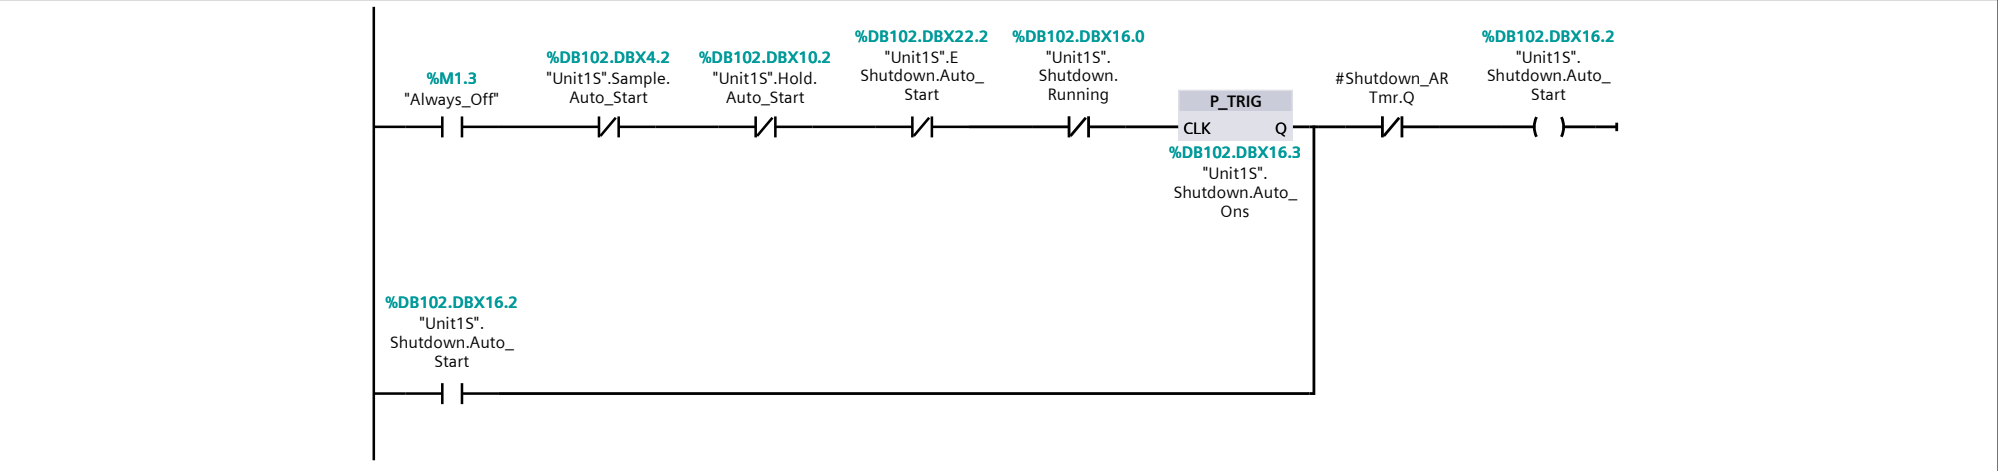 %M1.3
"Always_Off"
%DB102.DBX4.2
"Unit1S".Sample.
Auto_Start
%DB102.DBX10.2
"Unit1S".Hold.
Auto_Start
%DB102.DBX22.2
"Unit1S".E
Shutdown.Auto_
Start
%DB102.DBX16.0
"Unit1S".
Shutdown.
Running
P_TRIG
CLK Q
%DB102.DBX16.3
"Unit1S".
Shutdown.Auto_
Ons
#Shutdown_AR
Tmr.Q
%DB102.DBX16.2
"Unit1S".
Shutdown.Auto_
Start
%DB102.DBX16.2
"Unit1S".
Shutdown.Auto_
Start